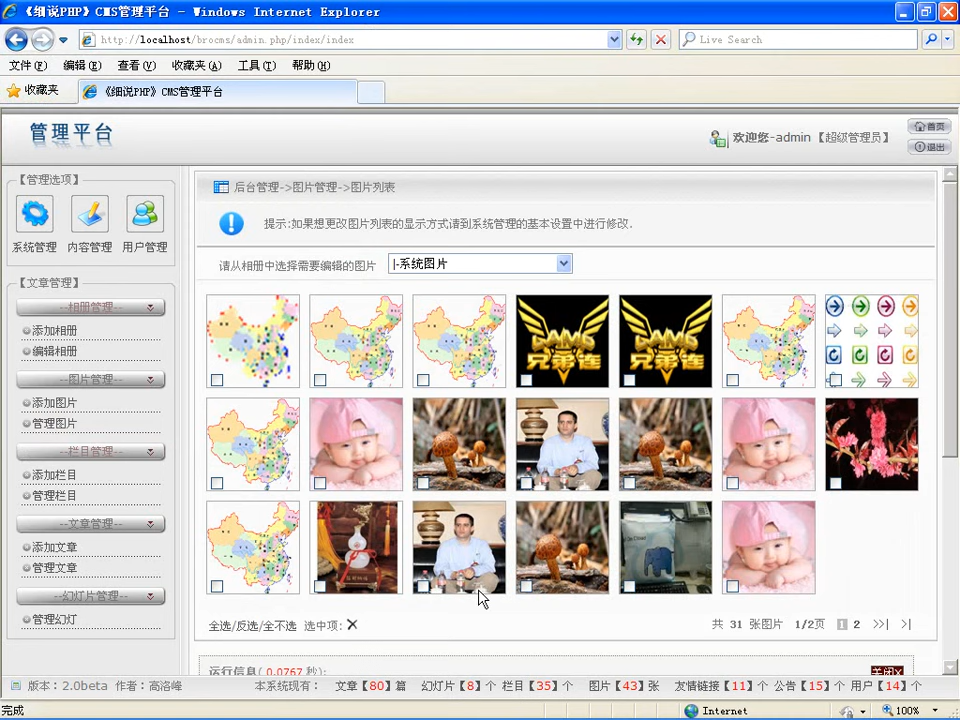 《细说PHP》CMS管理平台 - Windows Internet Explorer
http://localhost/brocms/admin.php/index/index
Live Search
文件(F) 编辑(E) 查看(V) 收藏夹(A) 工具(T) 帮助(H)
收藏夹 《细说PHP》CMS管理平台
管理平台
欢迎您-admin 【超级管理员】
首页
退出
【管理选项】
系统管理 内容管理 用户管理
【文章管理】
--相册管理--
添加相册
编辑相册
--图片管理--
添加图片
管理图片
--栏目管理--
添加栏目
管理栏目
--文章管理--
添加文章
管理文章
--幻灯片管理--
管理幻灯
后台管理->图片管理->图片列表
提示:如果想更改图片列表的显示方式请到系统管理的基本设置中进行修改.
请从相册中选择需要编辑的图片 |-系统图片
兄弟连
兄弟连
全选/反选/全不选 选中项: X
共 31 张图片 1/2页 1 2 >>| >|
运行信息( 0.0767 秒): 关闭X
版本：2.0beta 作者：高洛峰 本系统现有： 文章【80】篇 幻灯片【8】个 栏目【35】个 图片【43】张 友情链接【11】个 公告【15】个 用户【14】个
完成 Internet 100%